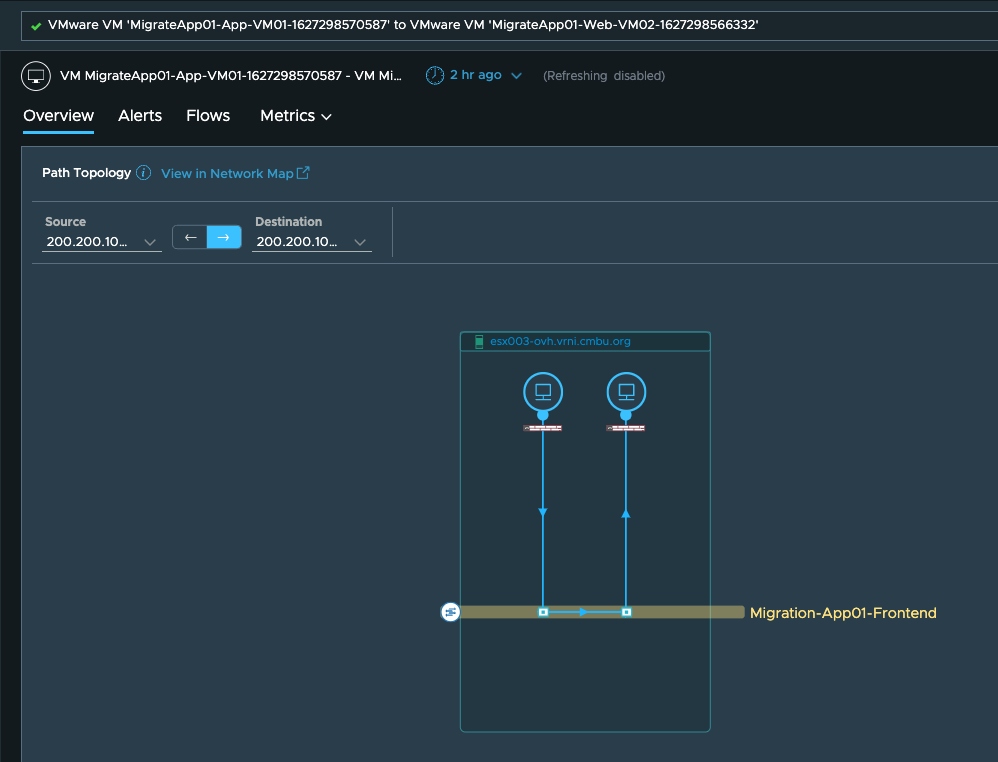 VMware VM 'MigrateApp01-App-VM01-1627298570587' to VMware VM 'MigrateApp01-Web-VM02-1627298566332'
VM MigrateApp01-App-VM01-1627298570587 - VM Mi... 2 hr ago (Refreshing disabled)
Overview Alerts Flows Metrics
Path Topology View in Network Map
Source Destination
200.200.10... 200.200.10...
esx003-ovh.vrni.cmbu.org
Migration-App01-Frontend